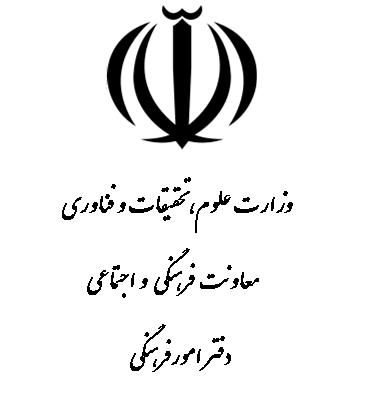 وزارت علوم، تحقیقات و فناوری
معاونت فرهنگی و اجتماعی
دفتر امور فرهنگی